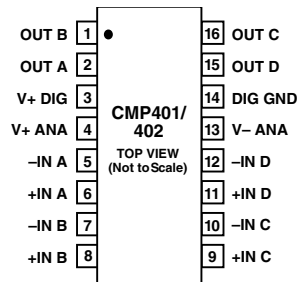 OUT B 1 16 OUT C
OUT A 2 15 OUT D
V+ DIG 3 14 DIG GND
V+ ANA 4 CMP401/ 13 V– ANA
402
–IN A 5 TOP VIEW 12 –IN D
(Not to Scale)
+IN A 6 11 +IN D
–IN B 7 10 –IN C
+IN B 8 9 +IN C